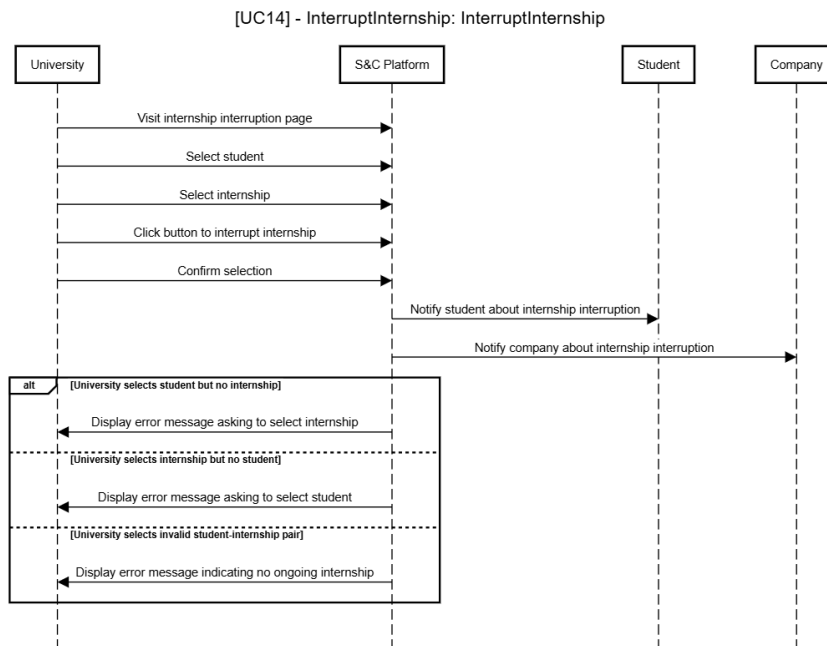 [UC14] - InterruptInternship: InterruptInternship
University
S&C Platform
Student
Company
Visit internship interruption page
Select student
Select internship
Click button to interrupt internship
Confirm selection
Notify student about internship interruption
Notify company about internship interruption
alt
[University selects student but no internship]
Display error message asking to select internship
[University selects internship but no student]
Display error message asking to select student
[University selects invalid student-internship pair]
Display error message indicating no ongoing internship